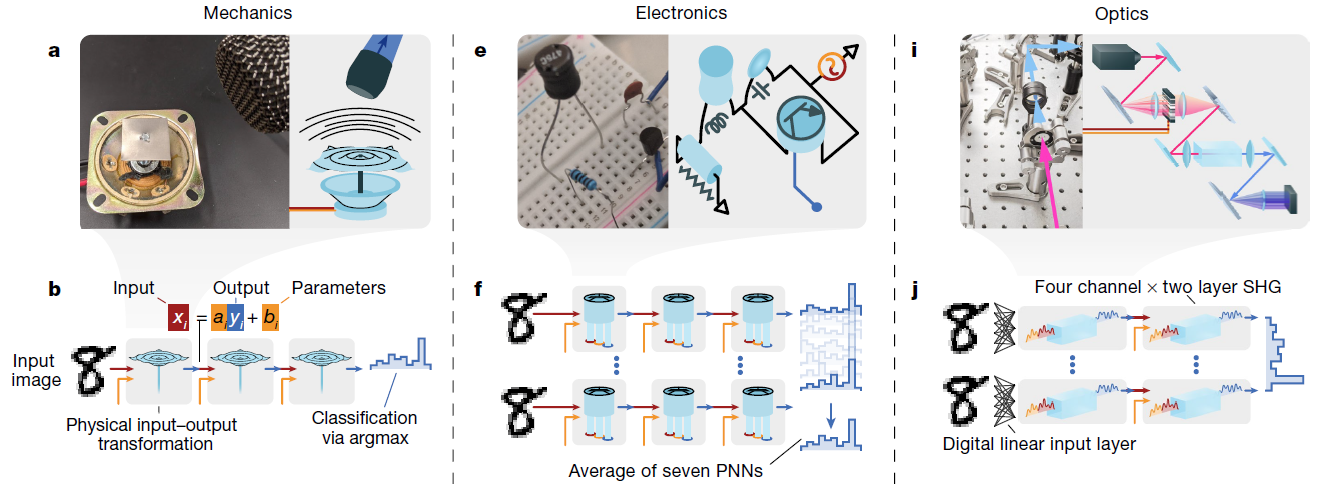 Mechanics
Electronics
Optics
a
e
i
b
Input
Output
Parameters
x_i = a_i y_i + b_i
Input
image
Physical input–output
transformation
Classification
via argmax
f
Average of seven PNNs
j
Four channel × two layer SHG
Digital linear input layer